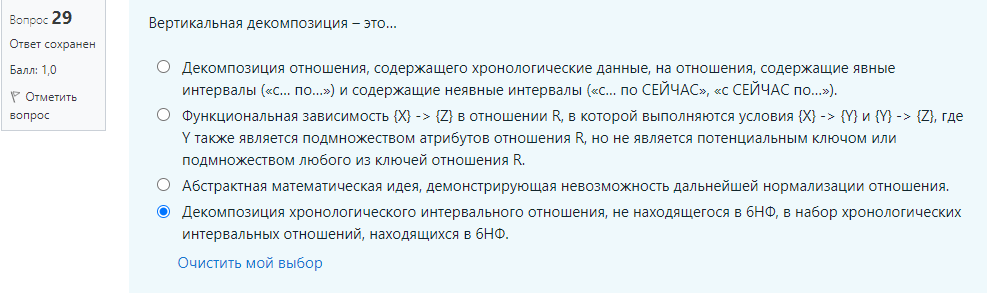 Вопрос 29
Ответ сохранен
Балл: 1,0
Отметить
вопрос
Вертикальная декомпозиция – это...
Декомпозиция отношения, содержащего хронологические данные, на отношения, содержащие явные
интервалы («с... по...») и содержащие неявные интервалы («с... по СЕЙЧАС», «с СЕЙЧАС по...»).
Функциональная зависимость {X} -> {Z} в отношении R, в которой выполняются условия {X} -> {Y} и {Y} -> {Z}, где
Y также является подмножеством атрибутов отношения R, но не является потенциальным ключом или
подмножеством любого из ключей отношения R.
Абстрактная математическая идея, демонстрирующая невозможность дальнейшей нормализации отношения.
Декомпозиция хронологического интервального отношения, не находящегося в 6НФ, в набор хронологических
интервальных отношений, находящихся в 6НФ.
Очистить мой выбор